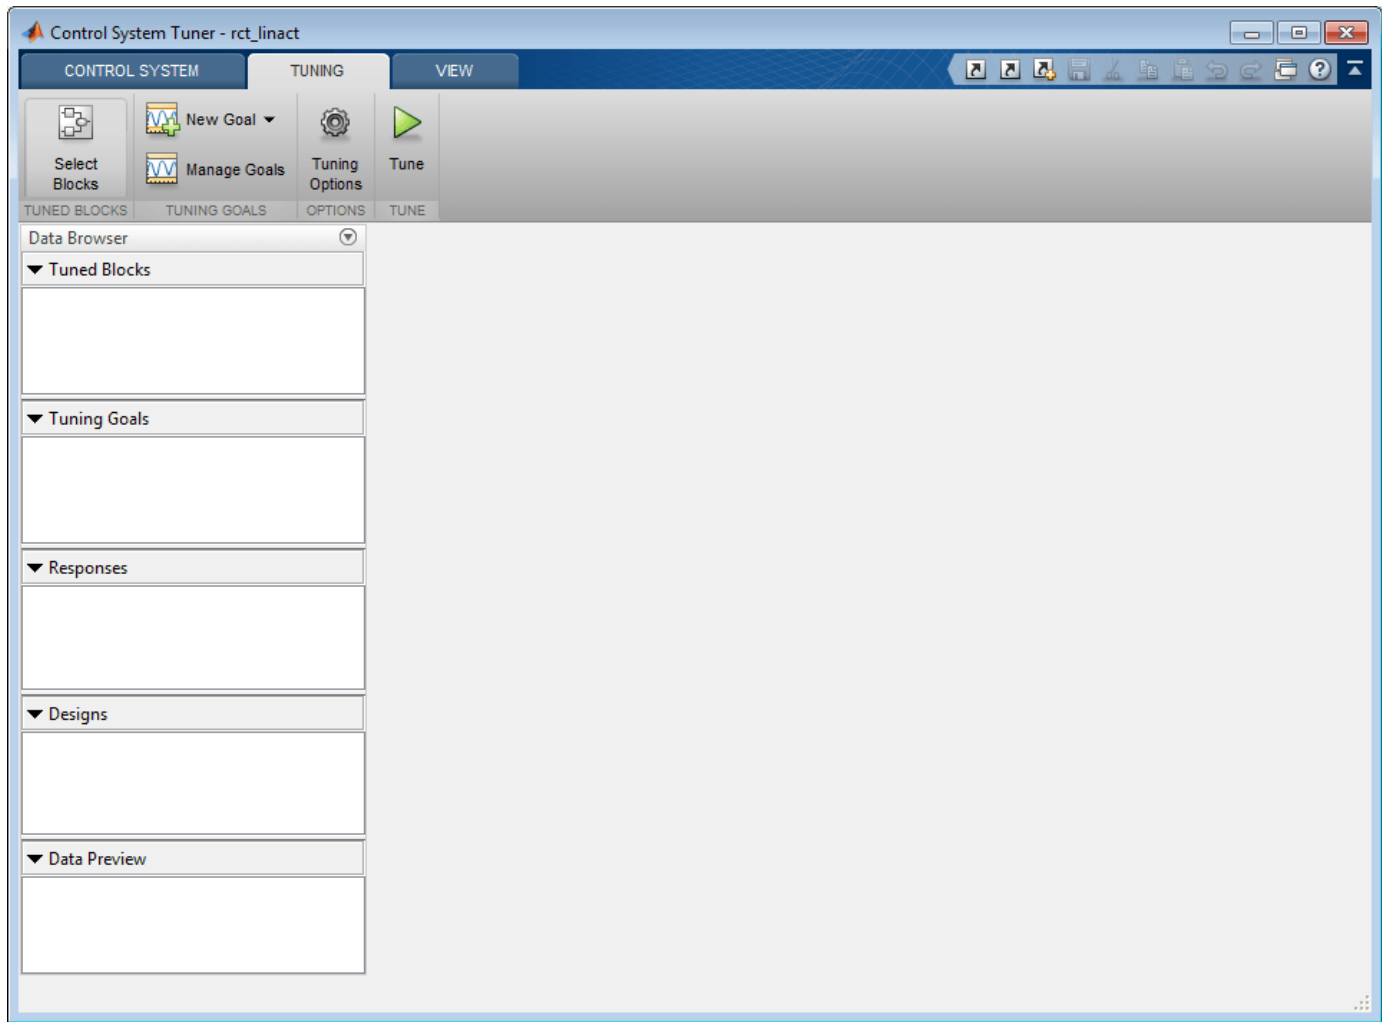 Control System Tuner - rct_linact
CONTROL SYSTEM TUNING VIEW
Select Blocks
New Goal
Manage Goals
Tuning Options
Tune
TUNED BLOCKS TUNING GOALS OPTIONS TUNE
Data Browser
Tuned Blocks
Tuning Goals
Responses
Designs
Data Preview